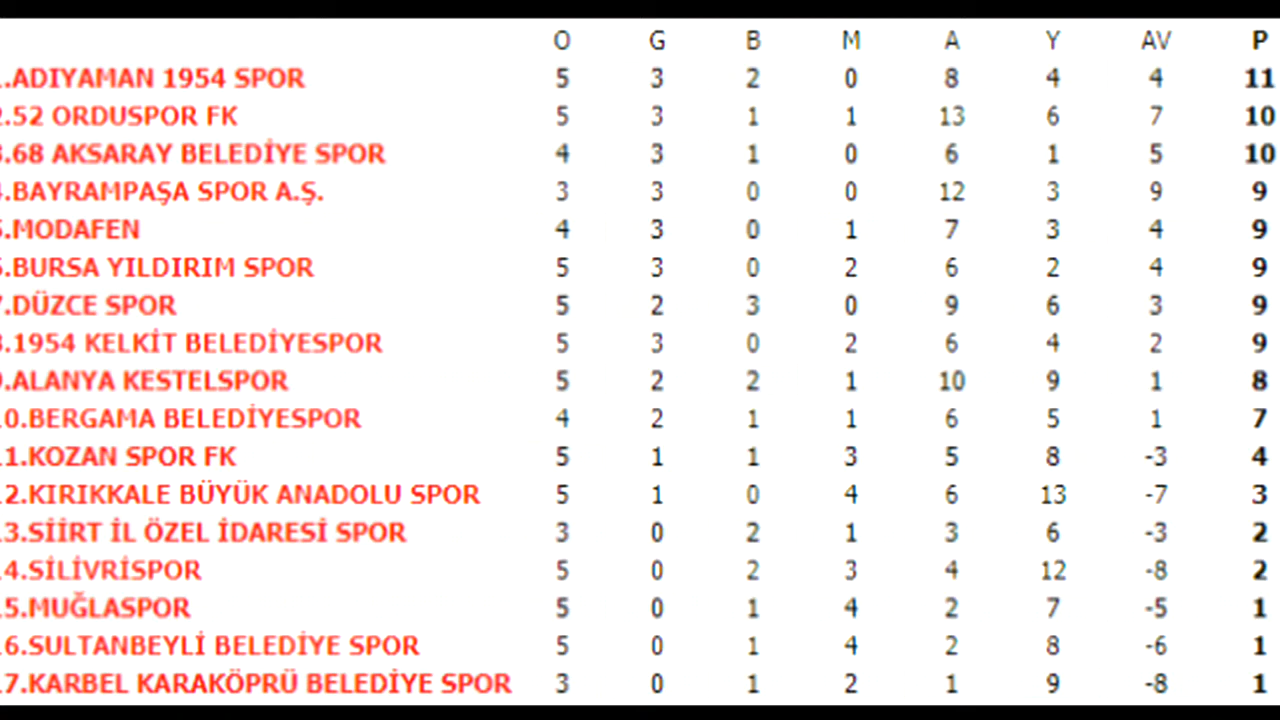 O G B M A Y AV P
1.ADIYAMAN 1954 SPOR 5 3 2 0 8 4 4 11
2.52 ORDUSPOR FK 5 3 1 1 13 6 7 10
3.68 AKSARAY BELEDİYE SPOR 4 3 1 0 6 1 5 10
4.BAYRAMPAŞA SPOR A.Ş. 3 3 0 0 12 3 9 9
5.MODAFEN 4 3 0 1 7 3 4 9
6.BURSA YILDIRIM SPOR 5 3 0 2 6 2 4 9
7.DÜZCE SPOR 5 2 3 0 9 6 3 9
8.1954 KELKİT BELEDİYESPOR 5 3 0 2 6 4 2 9
9.ALANYA KESTELSPOR 5 2 2 1 10 9 1 8
10.BERGAMA BELEDİYESPOR 4 2 1 1 6 5 1 7
11.KOZAN SPOR FK 5 1 1 3 5 8 -3 4
12.KIRIKKALE BÜYÜK ANADOLU SPOR 5 1 0 4 6 13 -7 3
13.SİİRT İL ÖZEL İDARESİ SPOR 3 0 2 1 3 6 -3 2
14.SİLİVRİSPOR 5 0 2 3 4 12 -8 2
15.MUĞLASPOR 5 0 1 4 2 7 -5 1
16.SULTANBEYLİ BELEDİYE SPOR 5 0 1 4 2 8 -6 1
17.KARBEL KARAKÖPRÜ BELEDİYE SPOR 3 0 1 2 1 9 -8 1